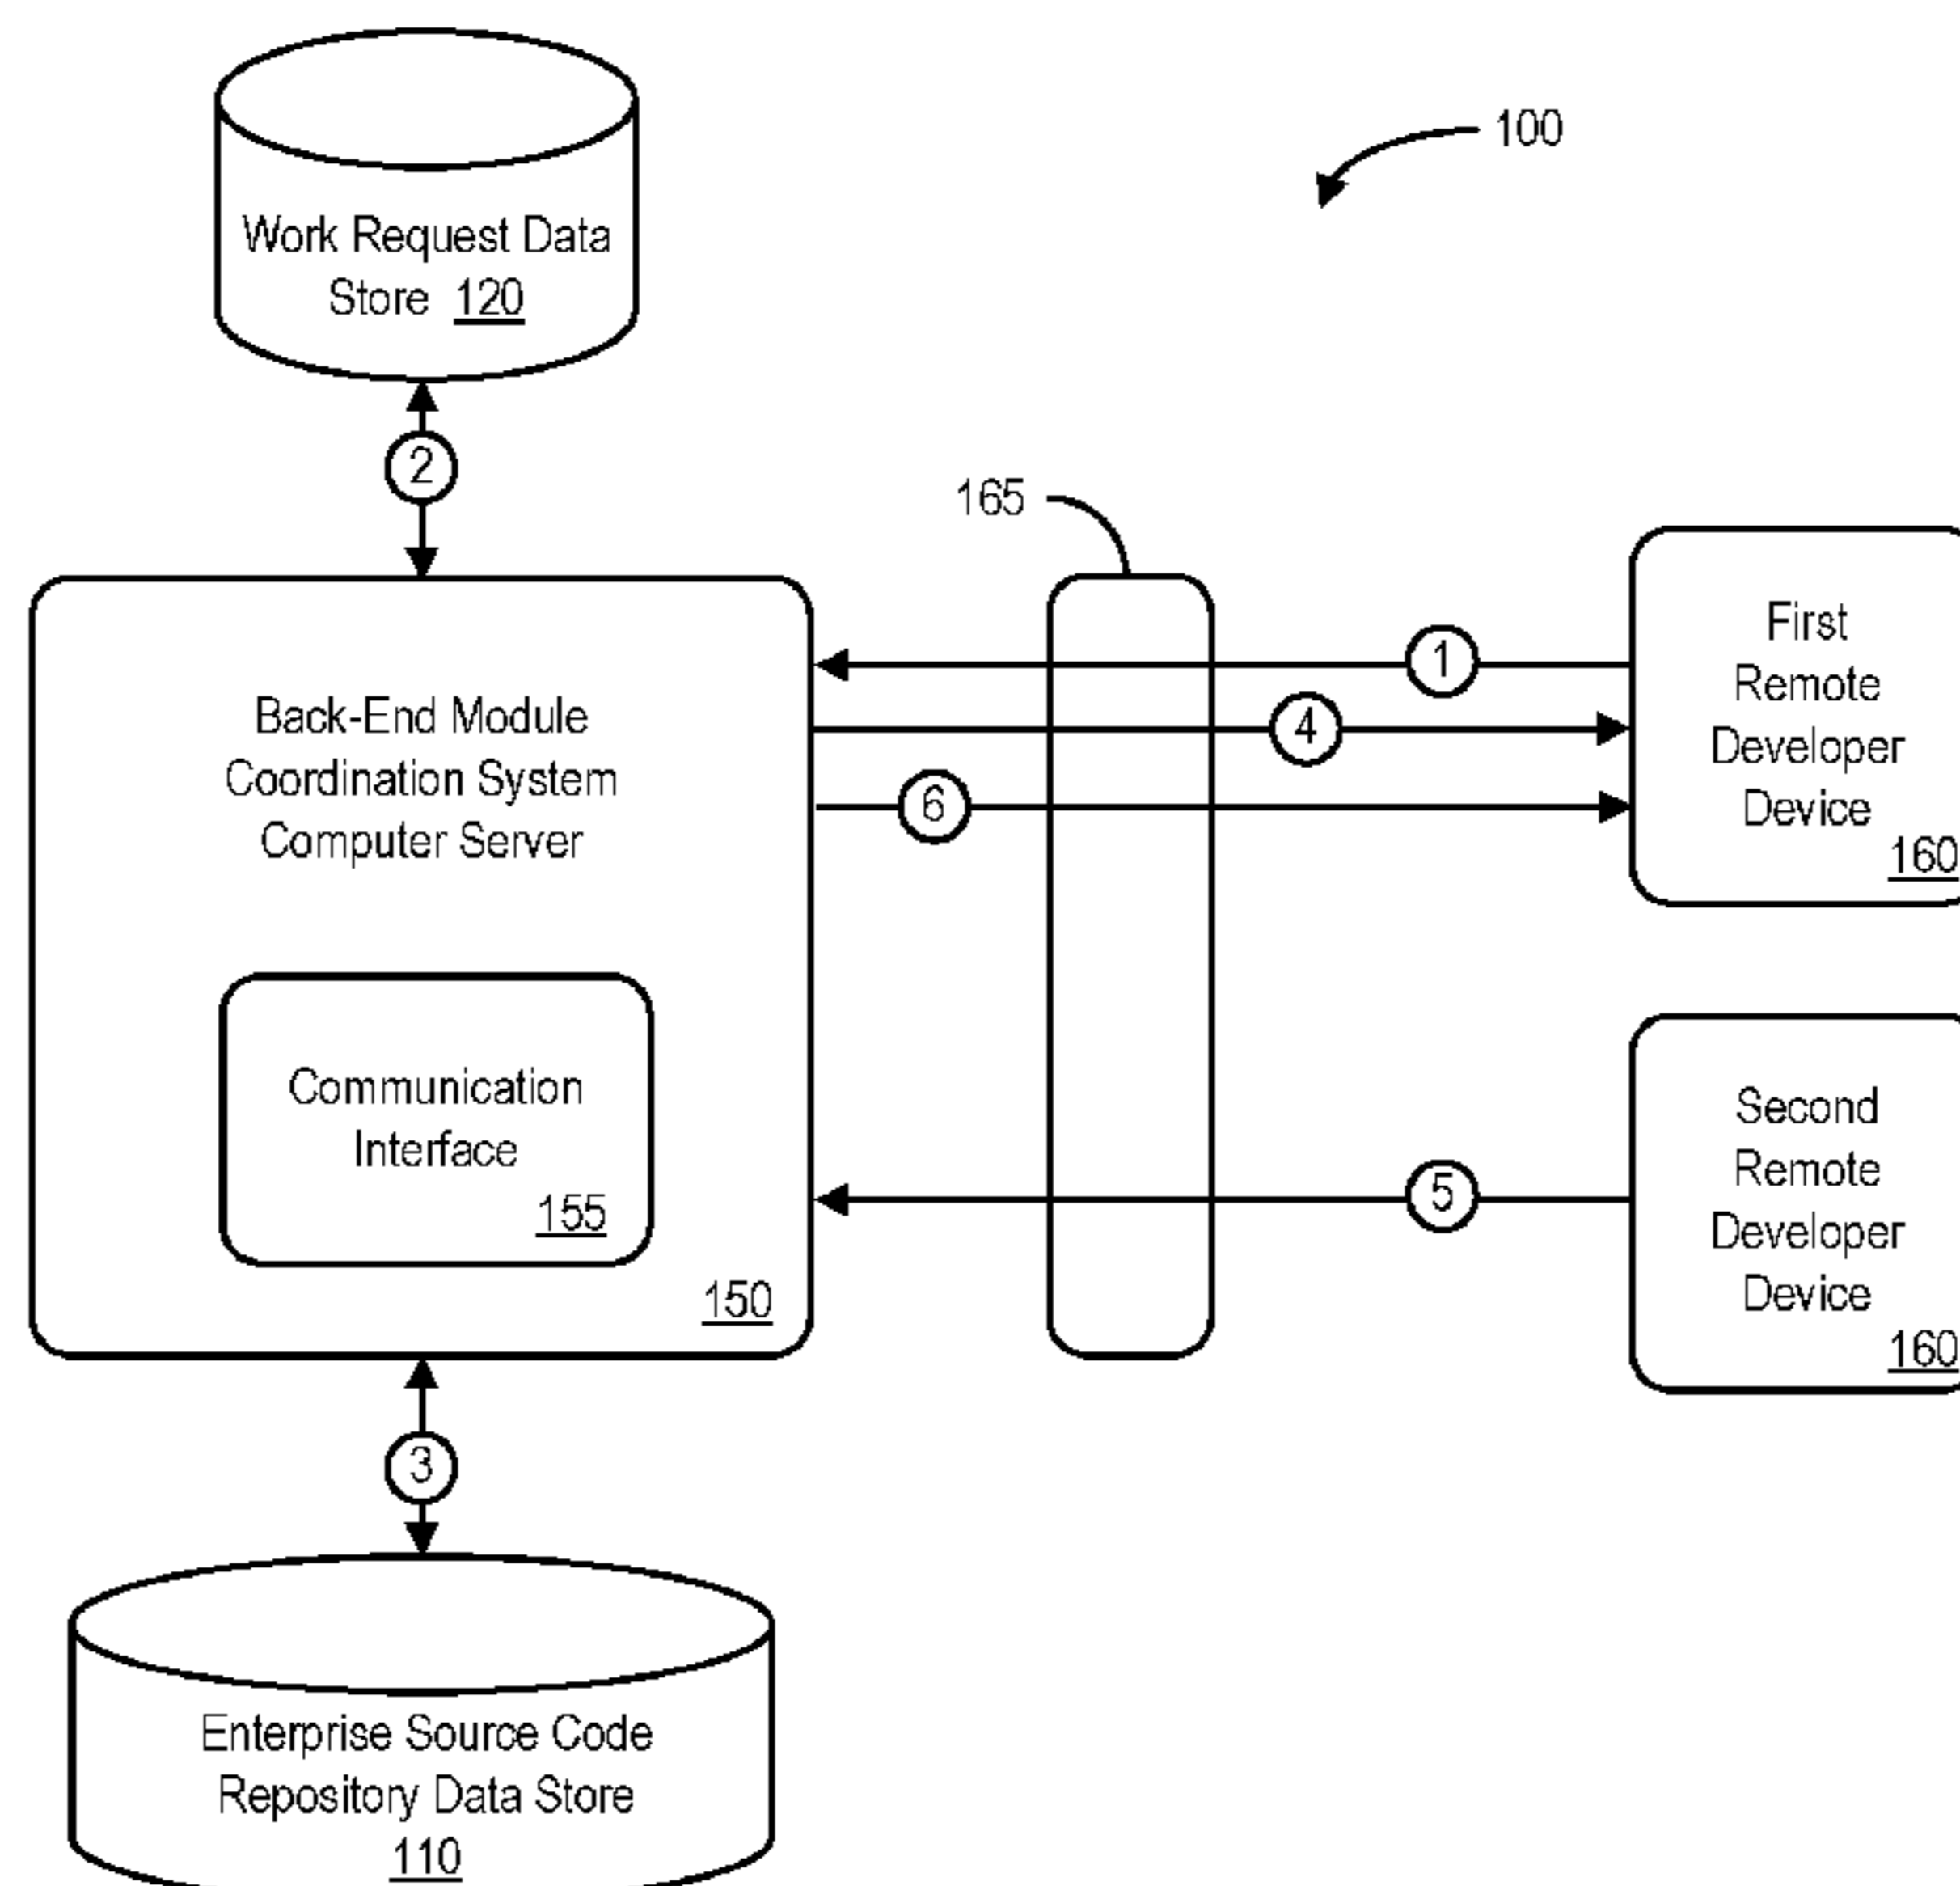 100
Work Request Data
Store 120
2
165
Back-End Module
Coordination System
Computer Server
1
4
6
First
Remote
Developer
Device
160
Communication
Interface
155
150
5
Second
Remote
Developer
Device
160
3
Enterprise Source Code
Repository Data Store
110